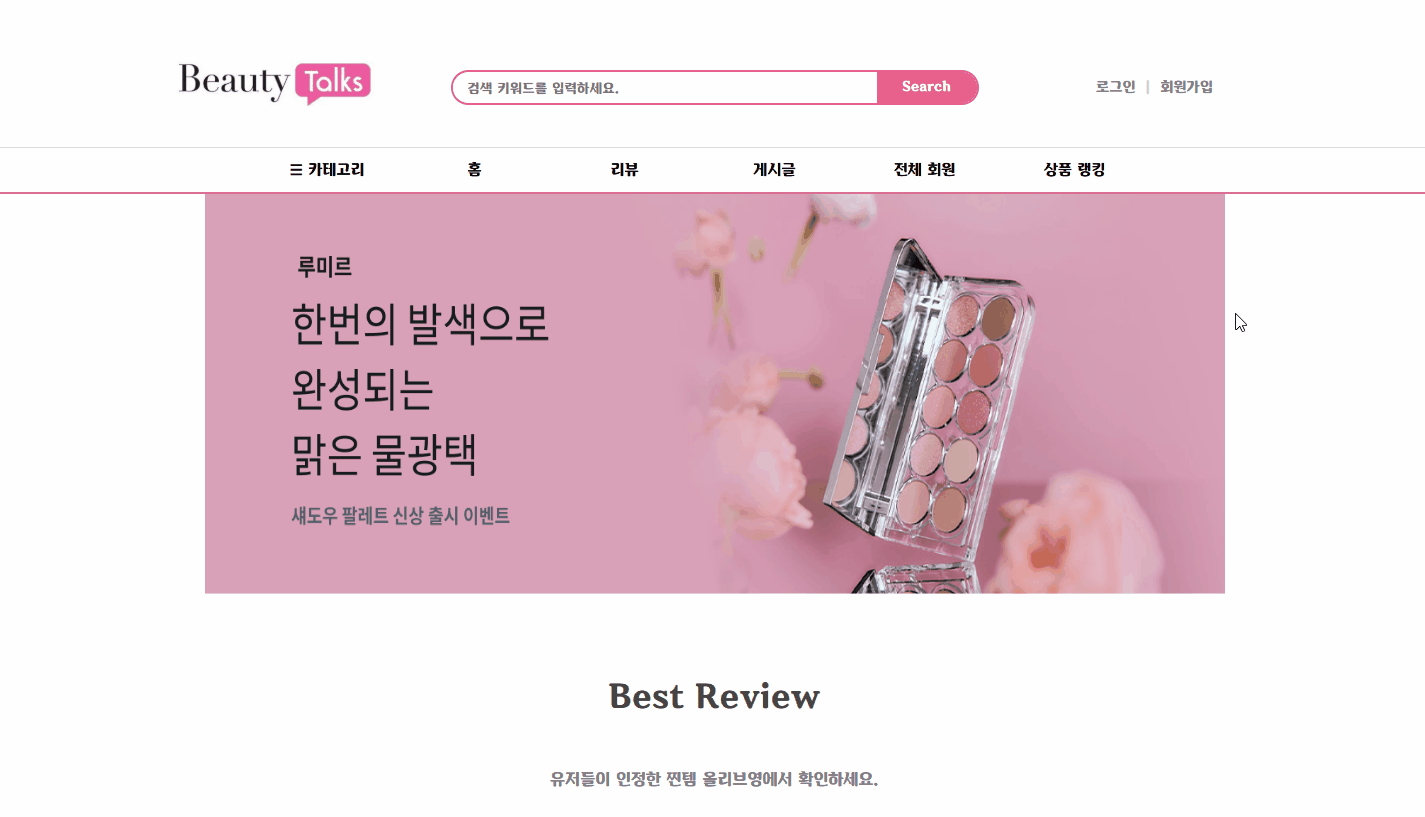 Beauty Talks
검색 키워드를 입력하세요.
Search
로그인 | 회원가입
☰ 카테고리
홈
리뷰
게시글
전체 회원
상품 랭킹
루미르
한번의 발색으로
완성되는
맑은 물광택
섀도우 팔레트 신상 출시 이벤트
Best Review
유저들이 인정한 찐템 올리브영에서 확인하세요.